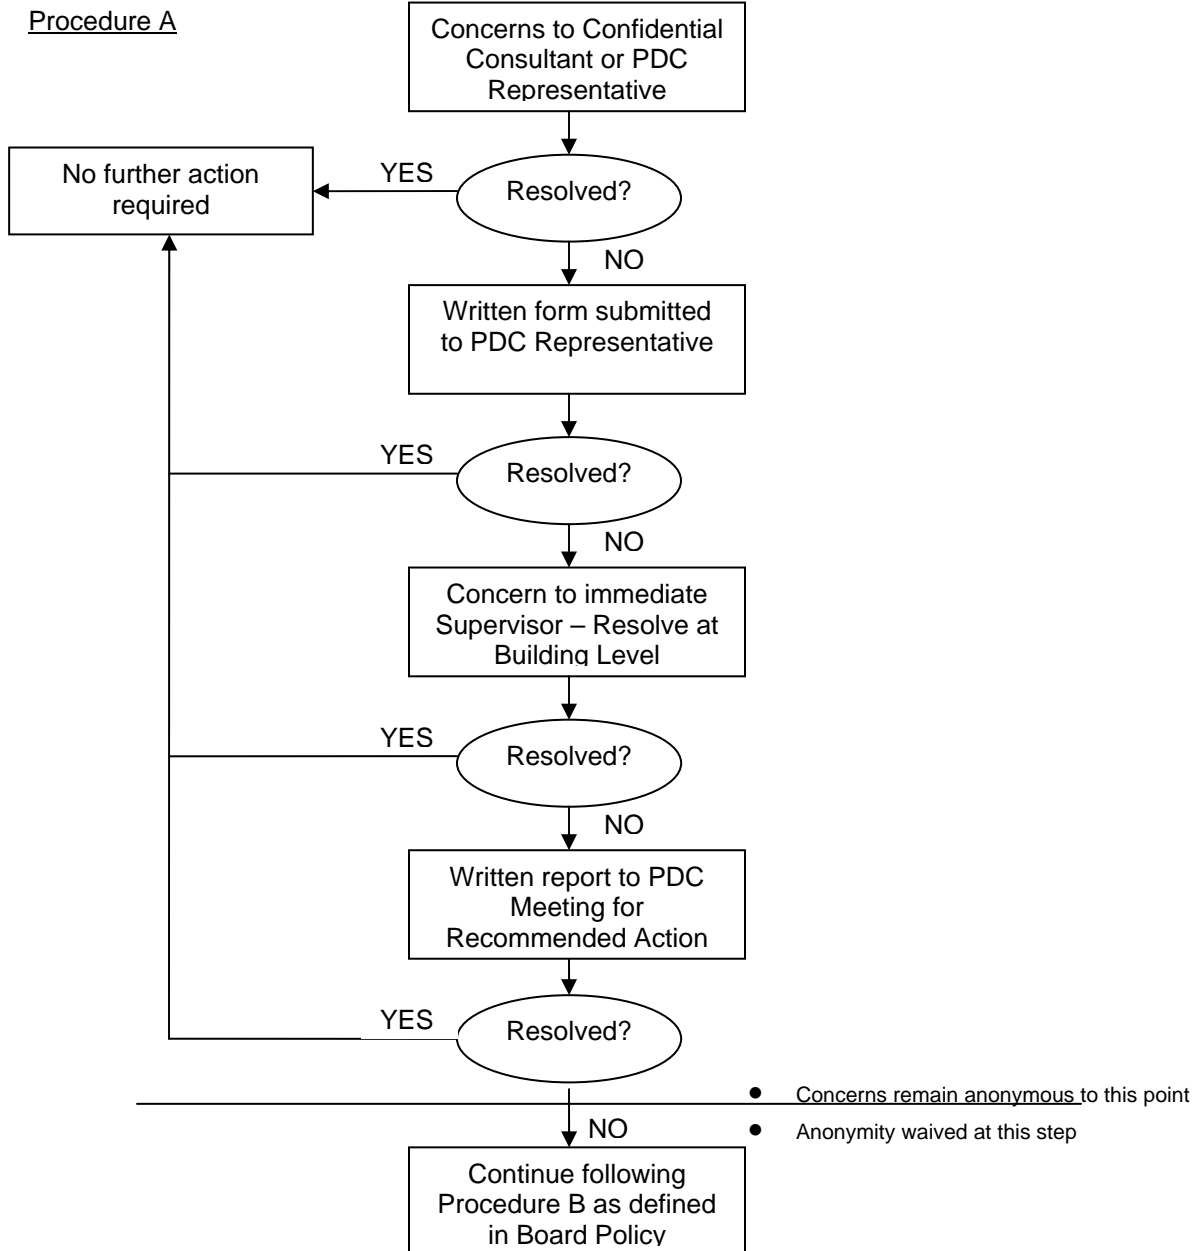 Procedure A
Concerns to Confidential
Consultant or PDC
Representative
YES
No further action
required
Resolved?
NO
Written form submitted
to PDC Representative
YES
Resolved?
NO
Concern to immediate
Supervisor – Resolve at
Building Level
YES
Resolved?
NO
Written report to PDC
Meeting for
Recommended Action
YES
Resolved?
• Concerns remain anonymous to this point
NO
• Anonymity waived at this step
Continue following
Procedure B as defined
in Board Policy